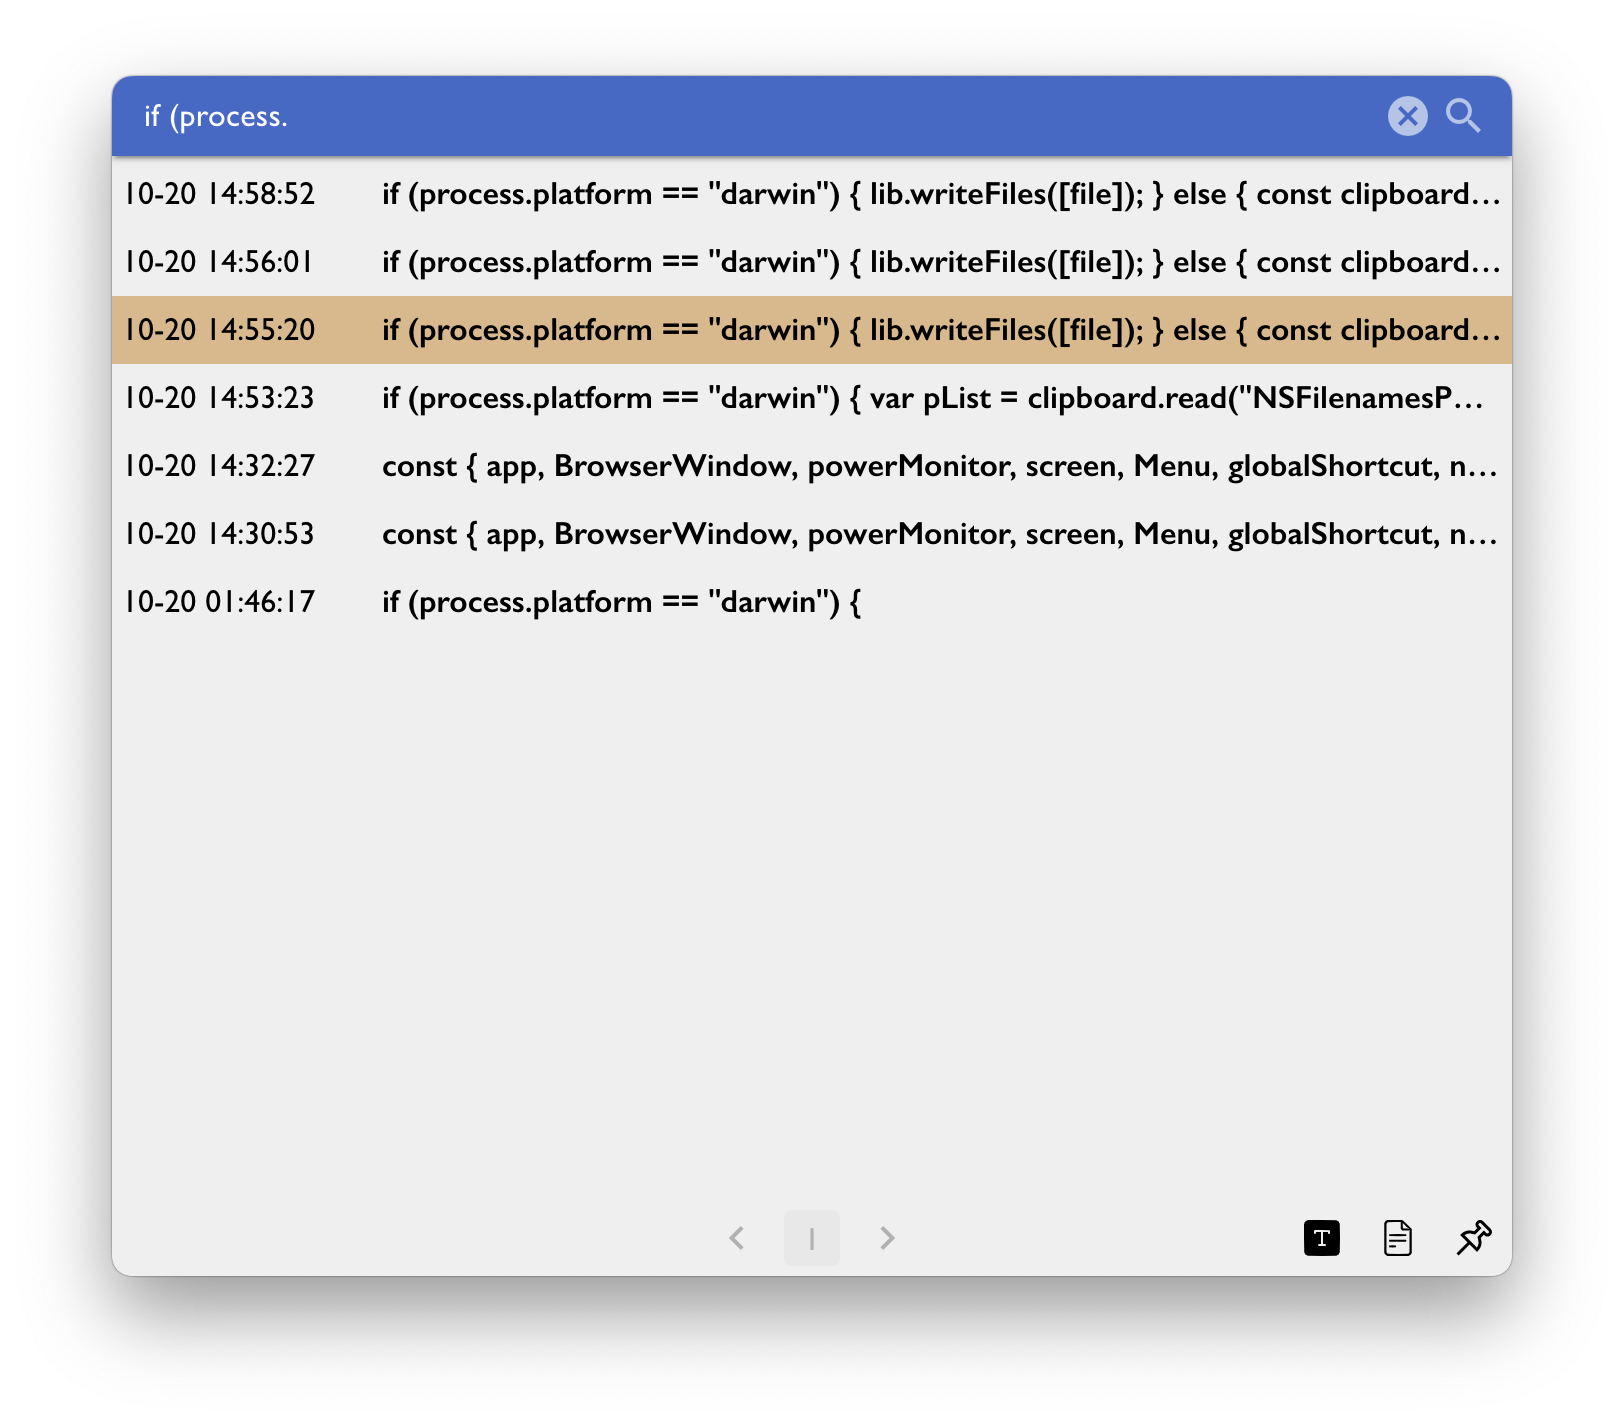 if (process.
10-20 14:58:52 if (process.platform == "darwin") { lib.writeFiles([file]); } else { const clipboard...
10-20 14:56:01 if (process.platform == "darwin") { lib.writeFiles([file]); } else { const clipboard...
10-20 14:55:20 if (process.platform == "darwin") { lib.writeFiles([file]); } else { const clipboard...
10-20 14:53:23 if (process.platform == "darwin") { var pList = clipboard.read("NSFilenamesP...
10-20 14:32:27 const { app, BrowserWindow, powerMonitor, screen, Menu, globalShortcut, n...
10-20 14:30:53 const { app, BrowserWindow, powerMonitor, screen, Menu, globalShortcut, n...
10-20 01:46:17 if (process.platform == "darwin") {
1 T